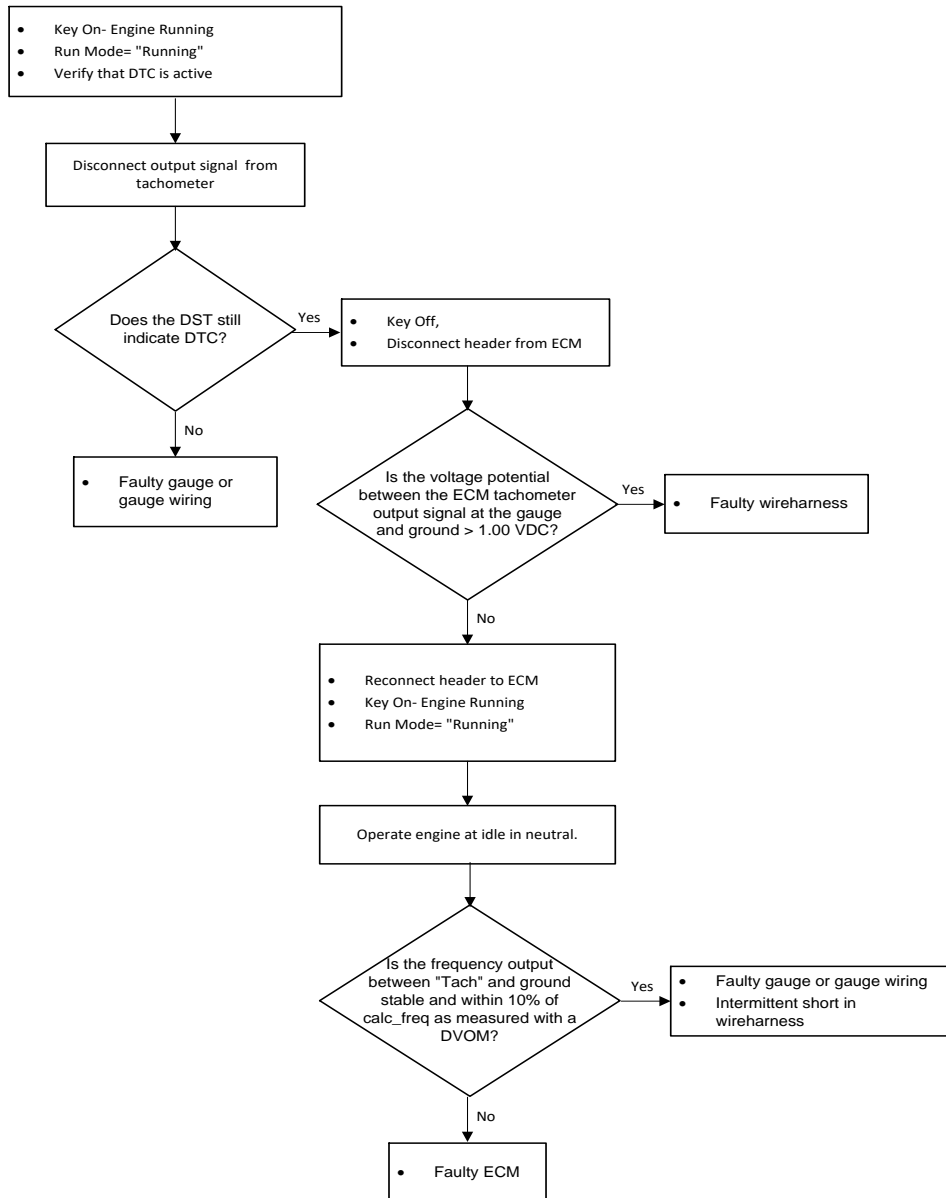 • Key On- Engine Running
• Run Mode= "Running"
• Verify that DTC is active
Disconnect output signal from
tachometer
Does the DST still
indicate DTC?
Yes
• Key Off,
• Disconnect header from ECM
No
• Faulty gauge or
gauge wiring
Is the voltage potential
between the ECM tachometer
output signal at the gauge
and ground > 1.00 VDC?
Yes
• Faulty wireharness
No
• Reconnect header to ECM
• Key On- Engine Running
• Run Mode= "Running"
Operate engine at idle in neutral.
Is the frequency output
between "Tach" and ground
stable and within 10% of
calc_freq as measured with a
DVOM?
Yes
• Faulty gauge or gauge wiring
• Intermittent short in
wireharness
No
• Faulty ECM